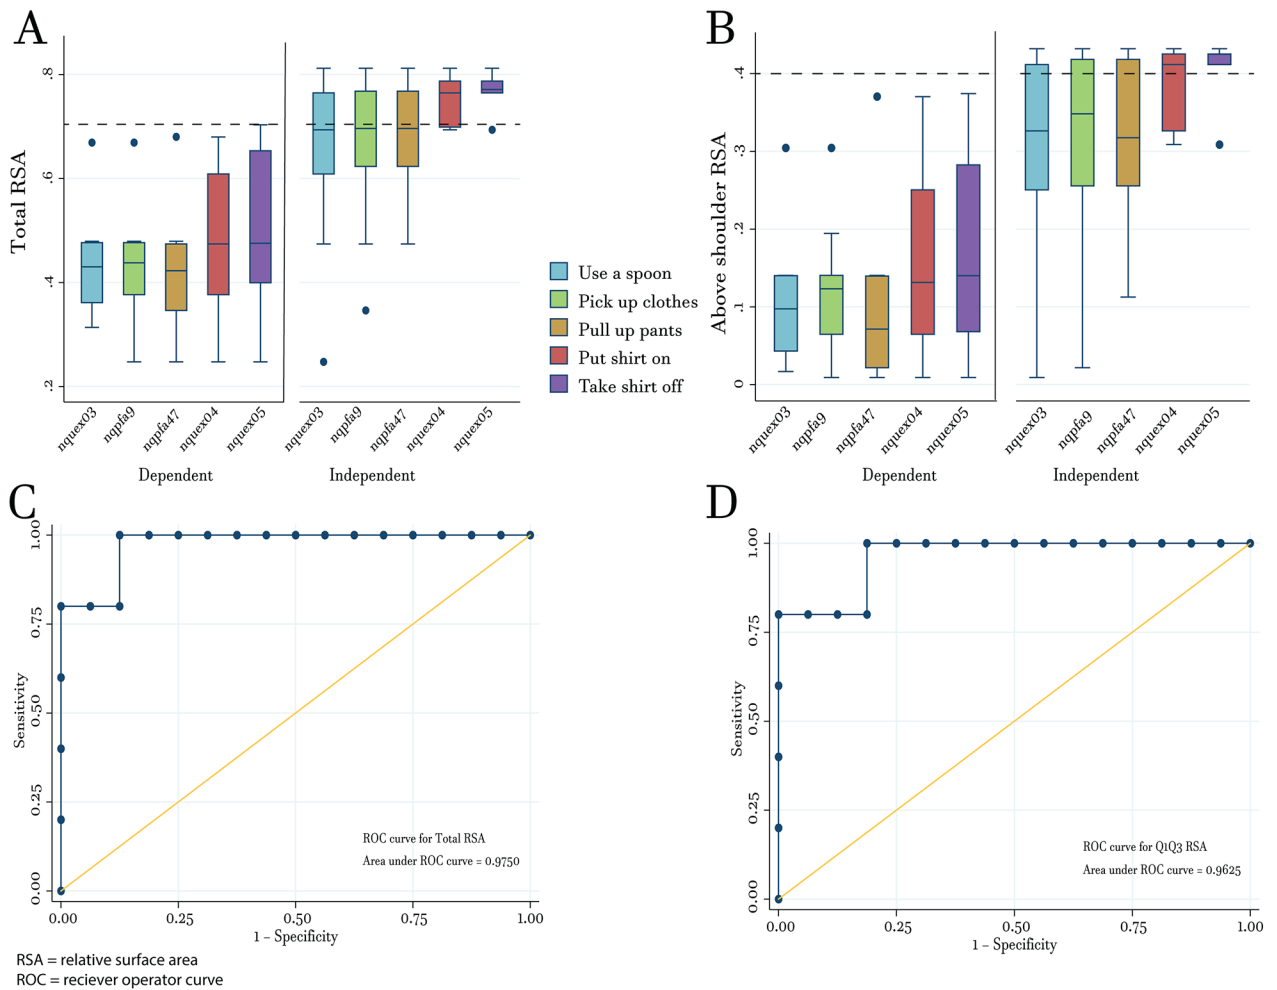 A
Total RSA
.8
.6
.4
.2
nquex03
nqpfa9
nqpfa47
nquex04
nquex05
nquex03
nqpfa9
nqpfa47
nquex04
nquex05
Dependent
Independent
Use a spoon
Pick up clothes
Pull up pants
Put shirt on
Take shirt off
B
Above shoulder RSA
.4
.3
.2
.1
0
nquex03
nqpfa9
nqpfa47
nquex04
nquex05
nquex03
nqpfa9
nqpfa47
nquex04
nquex05
Dependent
Independent
C
Sensitivity
1.00
0.75
0.50
0.25
0.00
ROC curve for Total RSA
Area under ROC curve = 0.9750
0.00
0.25
0.50
0.75
1.00
1 – Specificity
D
Sensitivity
1.00
0.75
0.50
0.25
0.00
ROC curve for Q1Q3 RSA
Area under ROC curve = 0.9625
0.00
0.25
0.50
0.75
1.00
1 – Specificity
RSA = relative surface area
ROC = reciever operator curve